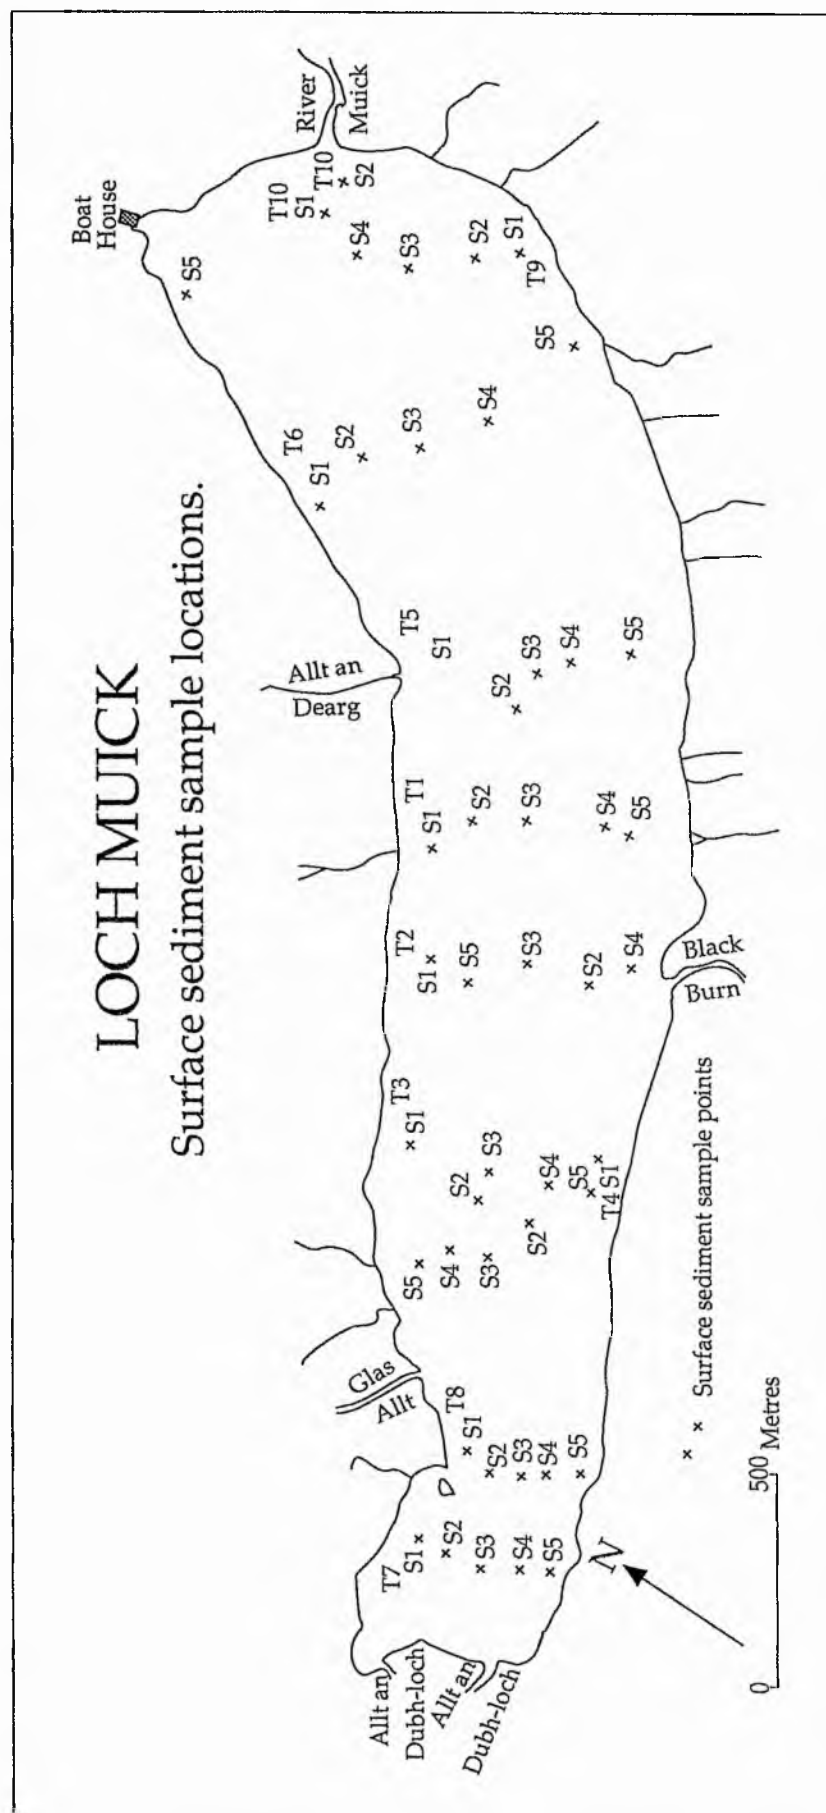 LOCH MUICK
Surface sediment sample locations.
Boat
House
River
Muick
T10
S1
T10
S2
S5
S4
S3
S2
S1
T9
T6
S1
S2
S3
S4
S5
Allt an
Dearg
T5
S1
S2
S3
S4
S5
T1
S1
S2
S3
S4
S5
T2
S1
S5
S3
S2
S4
Black
Burn
T3
S1
S2
S3
S4
S5
T4 S1
S2
S3
S4
S5
Glas
Allt
T8
S1
S2
S3
S4
S5
T7
S1
S2
S3
S4
S5
Allt an
Dubh-loch
Allt an
Dubh-loch
N
x x Surface sediment sample points
0 500
Metres